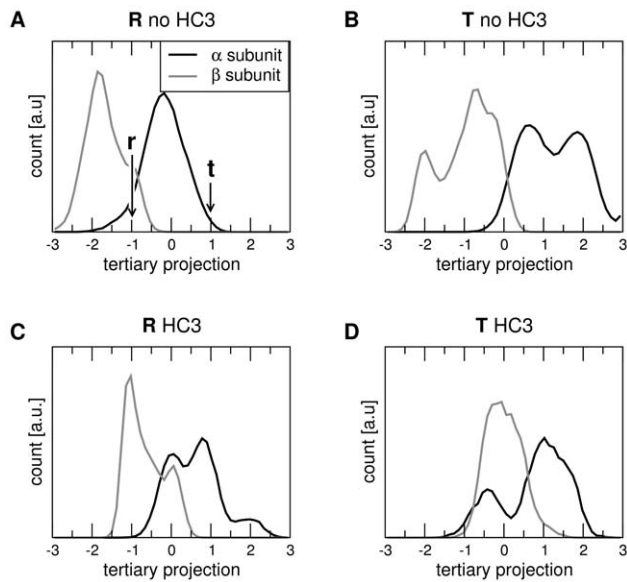 A
R no HC3
α subunit
β subunit
r
t
count [a.u]
-3 -2 -1 0 1 2 3
tertiary projection
B
T no HC3
count [a.u]
-3 -2 -1 0 1 2 3
tertiary projection
C
R HC3
count [a.u.]
-3 -2 -1 0 1 2 3
tertiary projection
D
T HC3
count [a.u.]
-3 -2 -1 0 1 2 3
tertiary projection